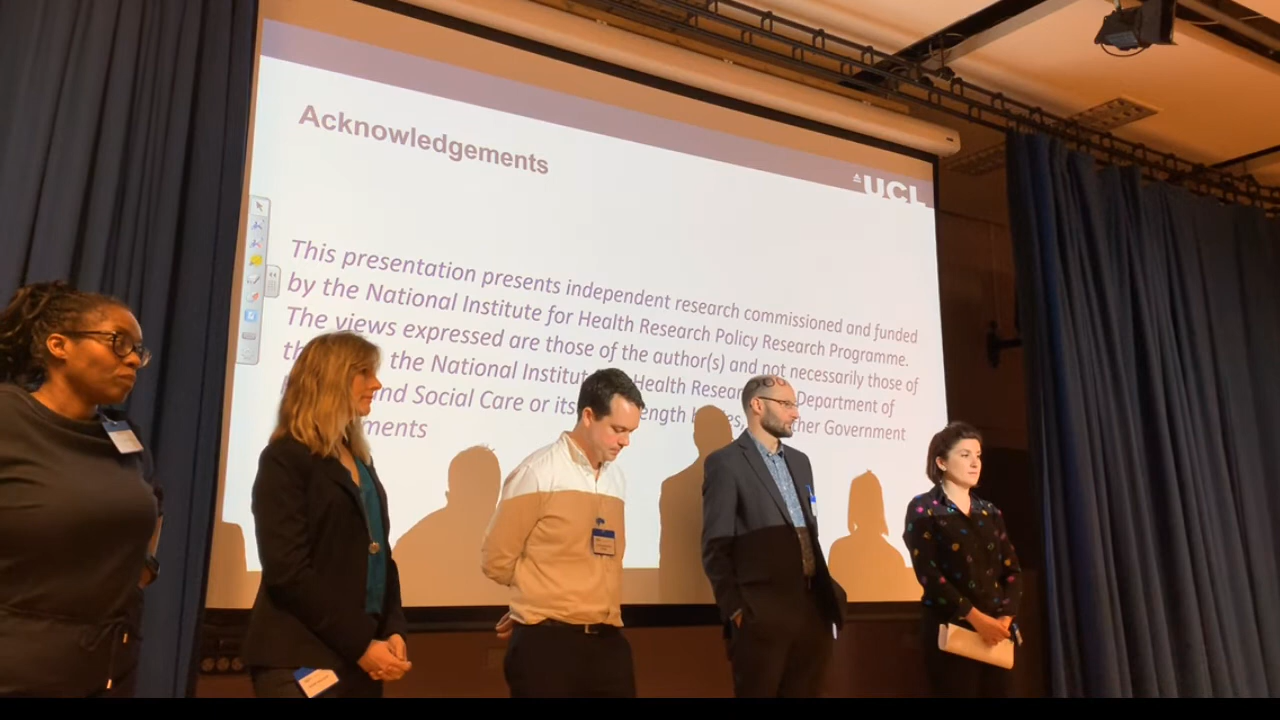 Acknowledgements
UCL
This presentation presents independent research commissioned and funded
by the National Institute for Health Research Policy Research Programme.
The views expressed are those of the author(s) and not necessarily those of
the National Institute Health Department of
and Social Care or its Government